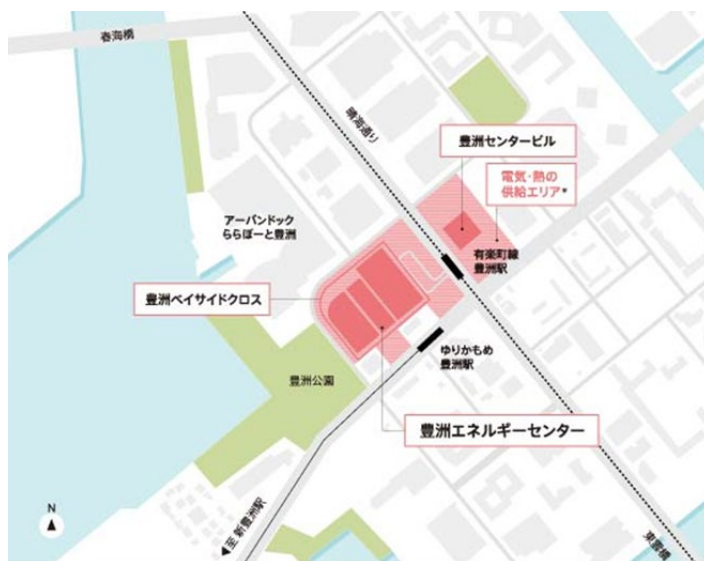 春海橋
晴海通り
豊洲センタービル
電気・熱の
供給エリア*
アーバンドック
ららぽーと豊洲
有楽町線
豊洲駅
豊洲ベイサイドクロス
ゆりかもめ
豊洲駅
豊洲公園
豊洲エネルギーセンター
N
◀至 新豊洲駅
東雲橋